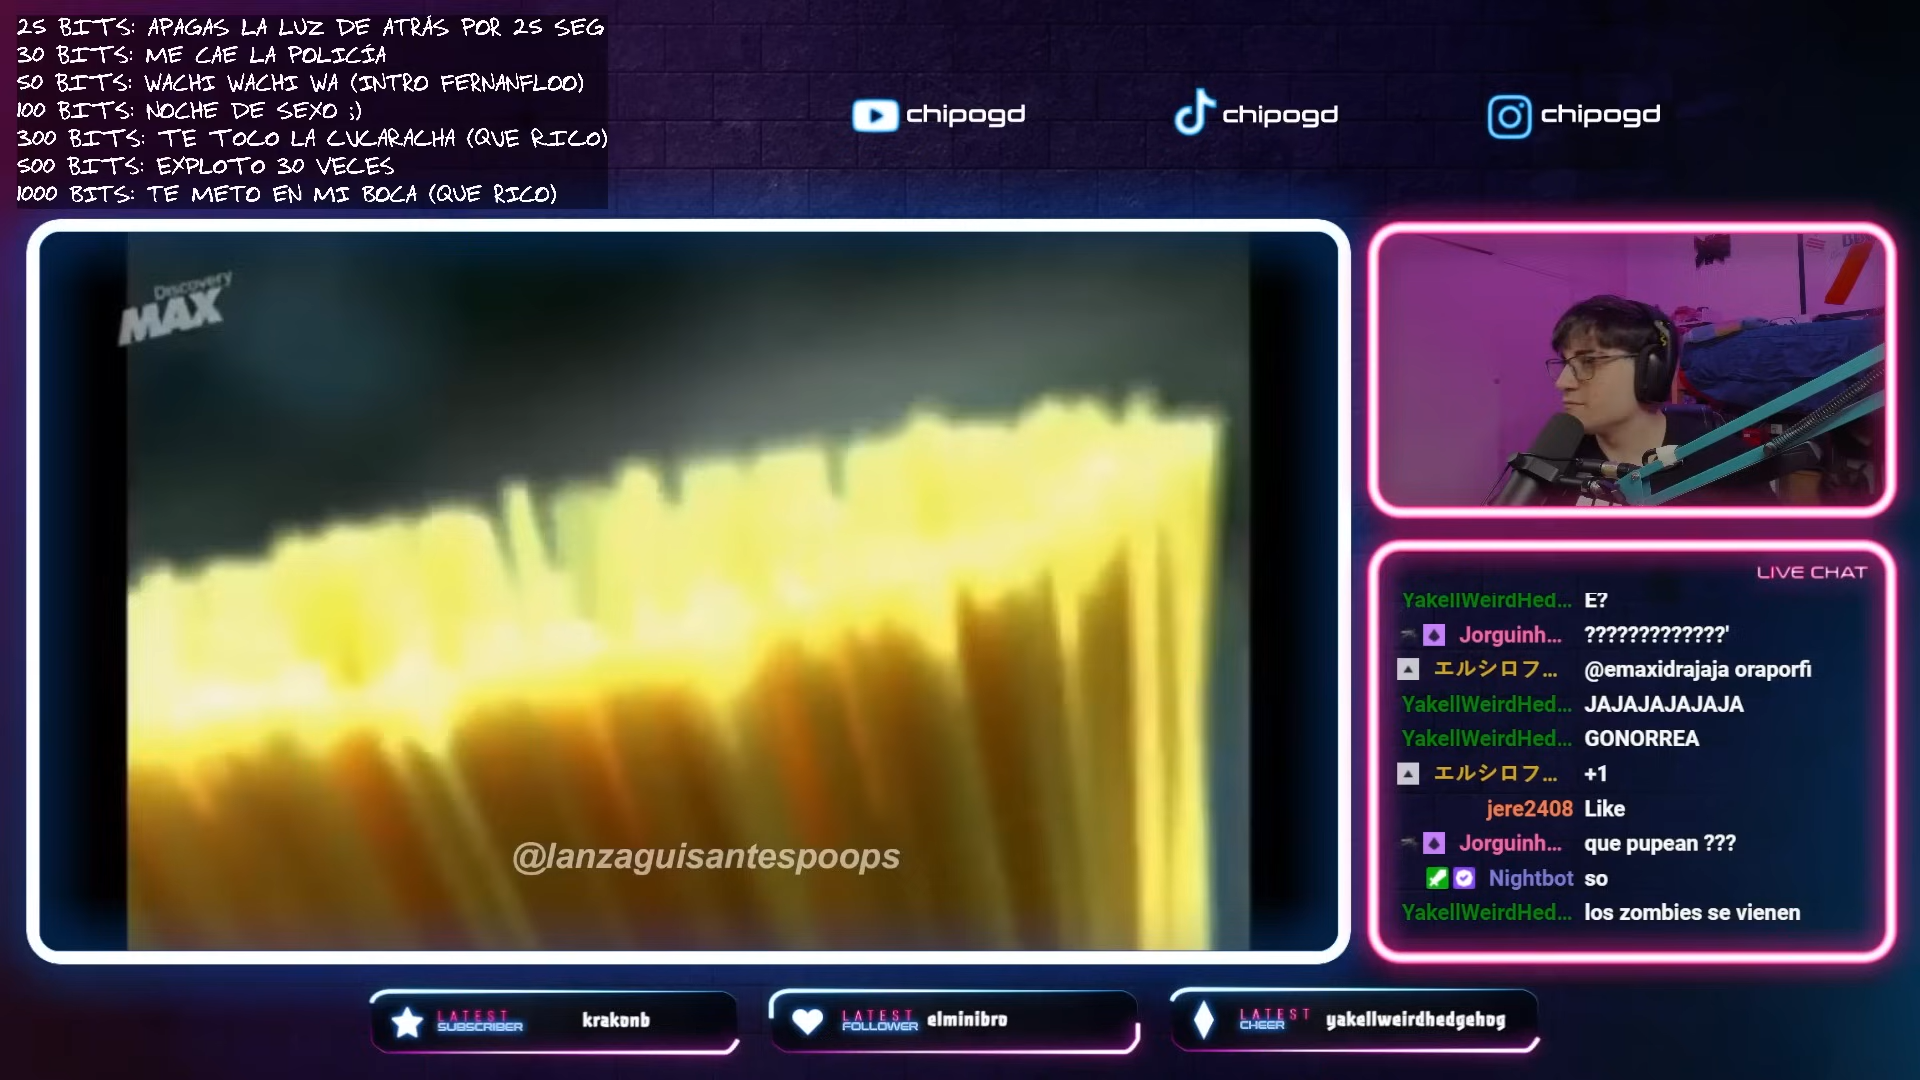 25 BITS: APAGAS LA LUZ DE ATRÁS POR 25 SEG
30 BITS: ME CAE LA POLICÍA
50 BITS: WACHI WACHI WA (INTRO FERNANFLOO)
100 BITS: NOCHE DE SEXO ;)
300 BITS: TE TOCO LA CUCARACHA (QUE RICO)
500 BITS: EXPLOTO 30 VECES
1000 BITS: TE METO EN MI BOCA (QUE RICO)
chipogd
chipogd
chipogd
Discovery
MAX
@lanzaguisantespoops
LIVE CHAT
YakellWeirdHed... E?
Jorguinh... ?????????????'
エルシロフ... @emaxidrajaja oraporfi
YakellWeirdHed... JAJAJAJAJAJA
YakellWeirdHed... GONORREA
エルシロフ... +1
jere2408 Like
Jorguinh... que pupean ???
Nightbot so
YakellWeirdHed... los zombies se vienen
LATEST SUBSCRIBER krakonb
LATEST FOLLOWER elminibro
LATEST CHEER yakellweirdhedgehog